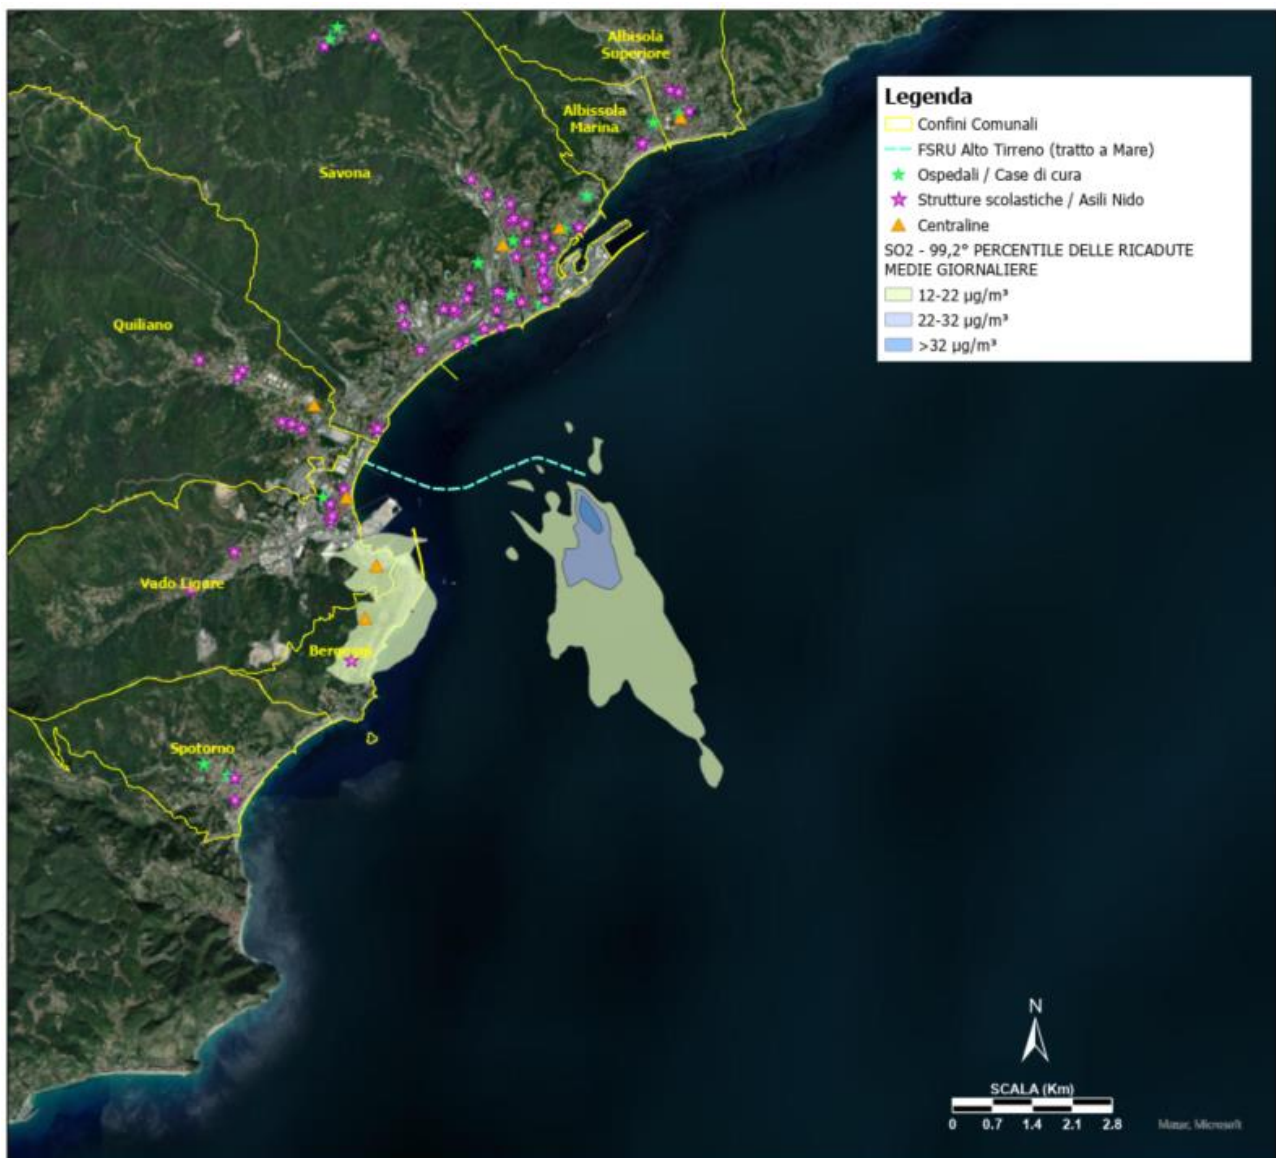 Albisola
Superiore
Albissola
Marina
Savona
Quiliano
Vado Ligure
Spotorno
Legenda
Confini Comunali
FSRU Alto Tirreno (tratto a Mare)
Ospedali / Case di cura
Strutture scolastiche / Asili Nido
Centraline
SO2 - 99,2° PERCENTILE DELLE RICADUTE
MEDIE GIORNALIERE
12-22 µg/m³
22-32 µg/m³
>32 µg/m³
N
SCALA (Km)
0 0.7 1.4 2.1 2.8
Maxar, Microsoft